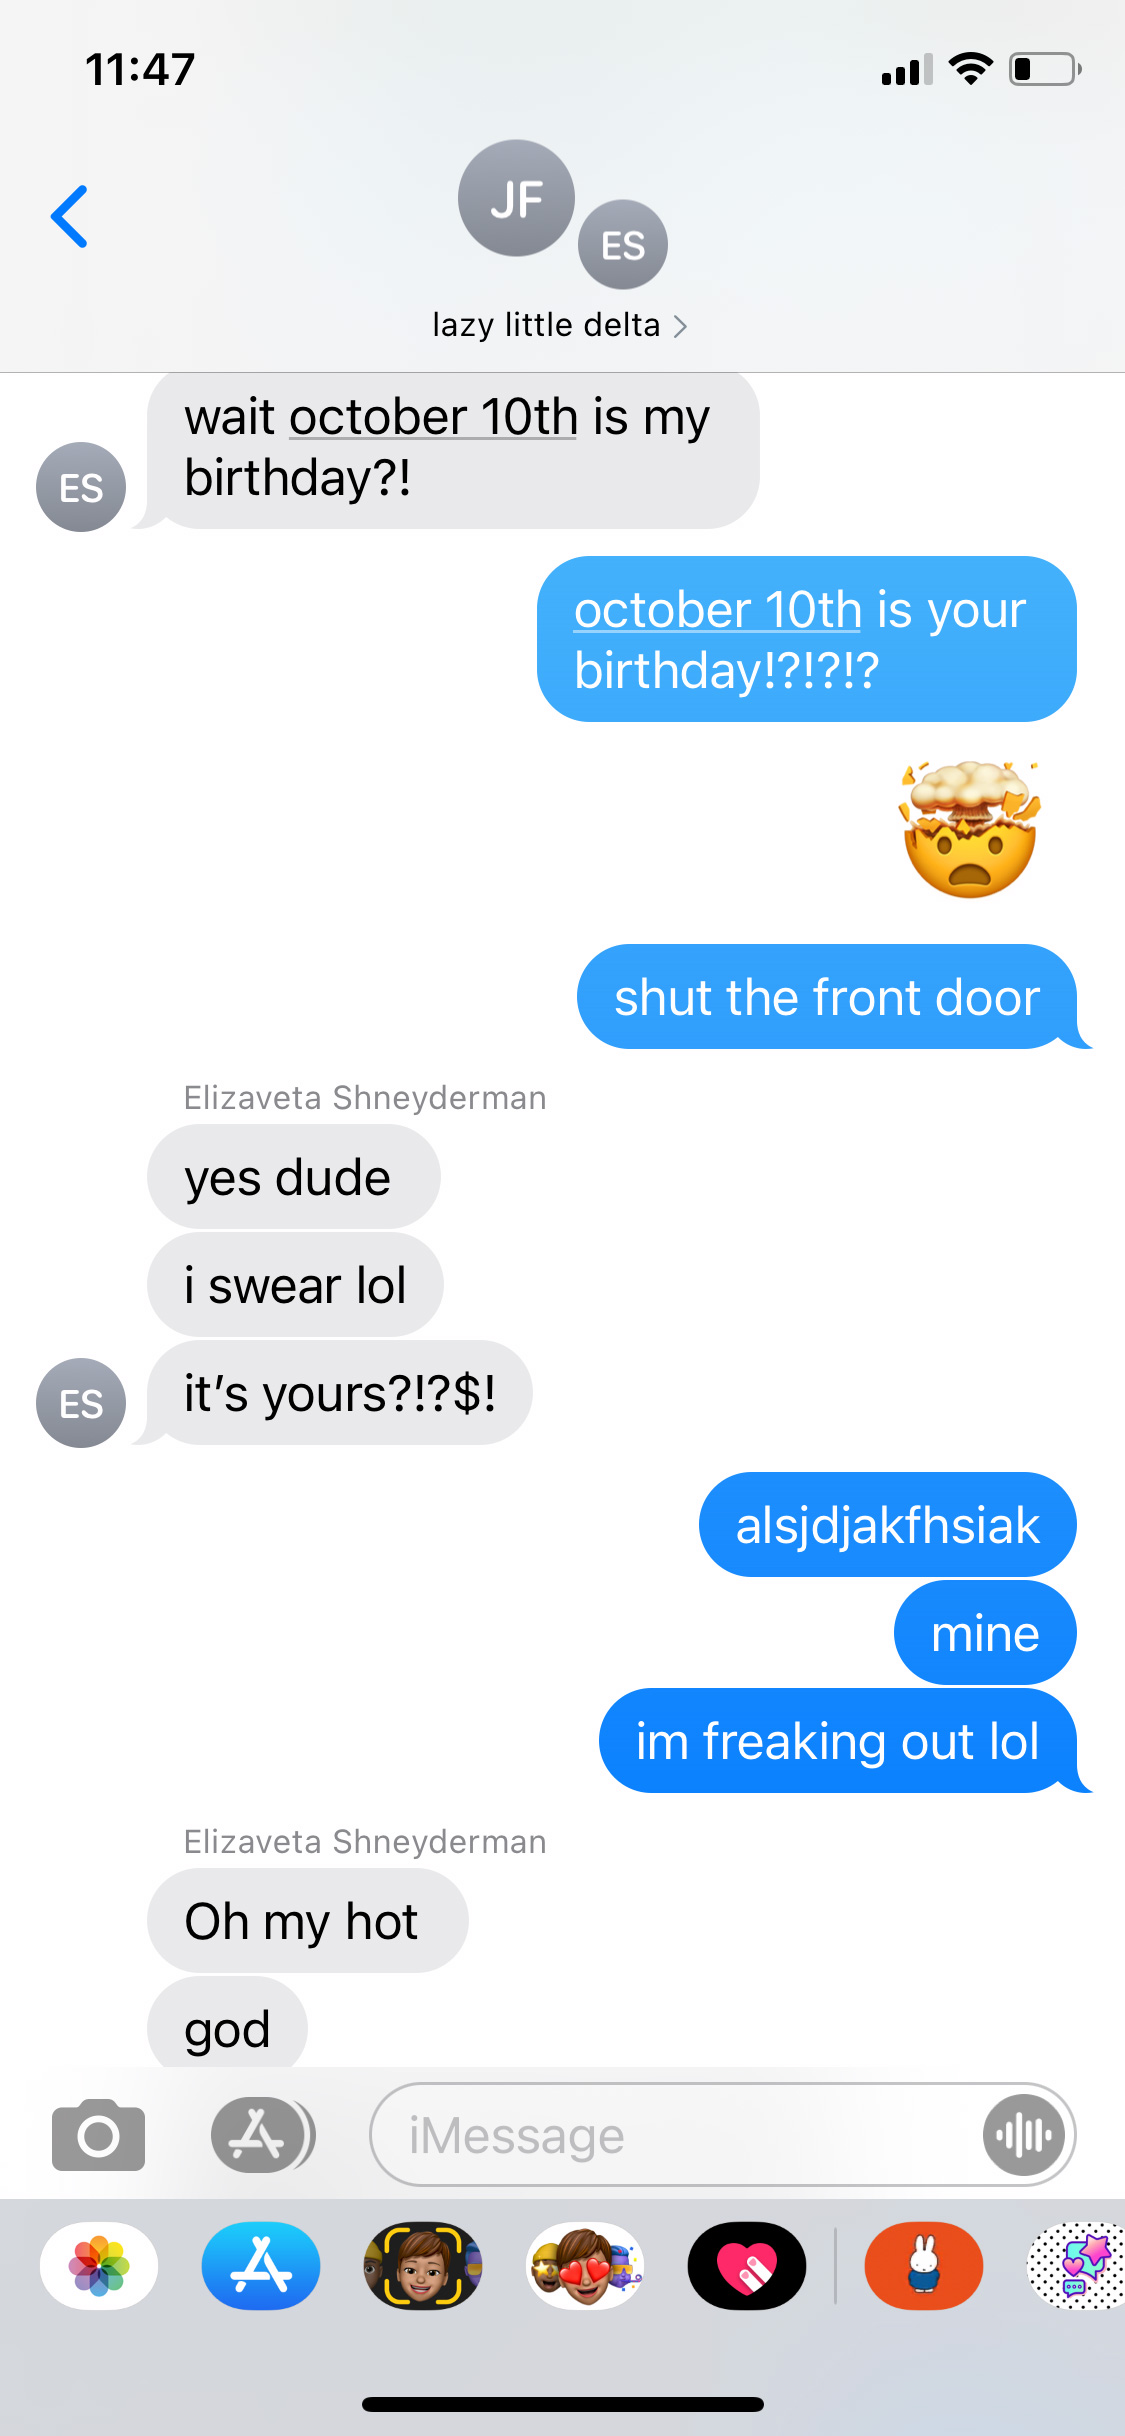 11:47
JF
ES
lazy little delta
wait october 10th is my
birthday?!
ES
october 10th is your
birthday!?!?!?
🤯
shut the front door
Elizaveta Shneyderman
yes dude
i swear lol
it’s yours?!?$!
ES
alsjdjakfhsiak
mine
im freaking out lol
Elizaveta Shneyderman
Oh my hot
god
iMessage